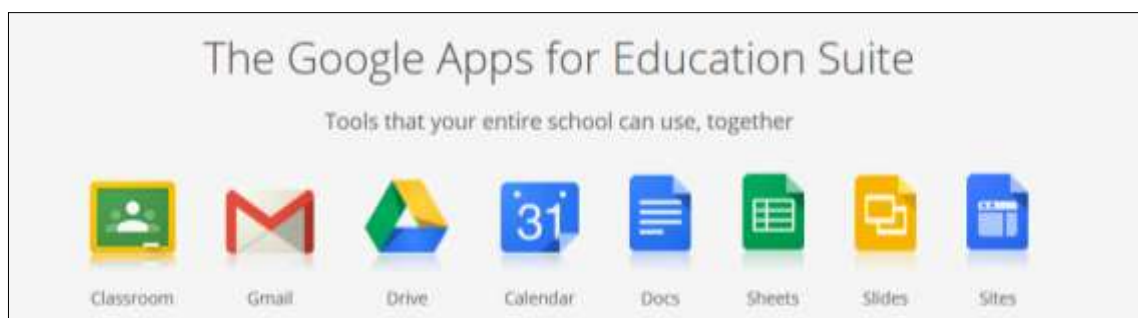 The Google Apps for Education Suite
Tools that your entire school can use, together
31
Classroom Gmail Drive Calendar Docs Sheets Slides Sites